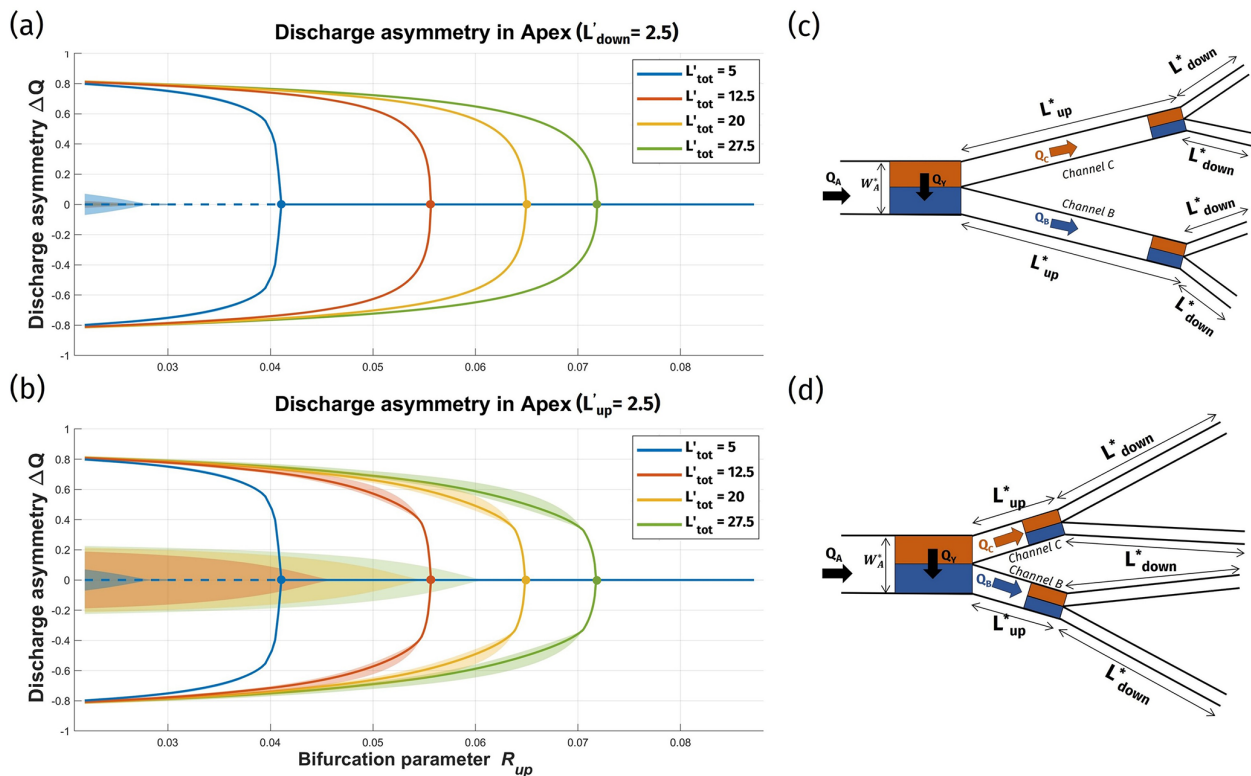 (a)
Discharge asymmetry in Apex (L'down= 2.5)
Discharge asymmetry ΔQ
1
0.8
0.6
0.4
0.2
0
-0.2
-0.4
-0.6
-0.8
-1
0.03
0.04
0.05
0.06
0.07
0.08
L'tot = 5
L'tot = 12.5
L'tot = 20
L'tot = 27.5
(b)
Discharge asymmetry in Apex (L'up= 2.5)
Discharge asymmetry ΔQ
1
0.8
0.6
0.4
0.2
0
-0.2
-0.4
-0.6
-0.8
-1
0.03
0.04
0.05
0.06
0.07
0.08
Bifurcation parameter Rup
L'tot = 5
L'tot = 12.5
L'tot = 20
L'tot = 27.5
(c)
L*down
L*up
QC
Channel C
L*down
QA
W*A
QY
Channel B
QB
L*down
L*up
L*down
(d)
L*down
L*up
QC
Channel C
QA
W*A
QY
L*down
QB
Channel B
L*up
L*down
L*down